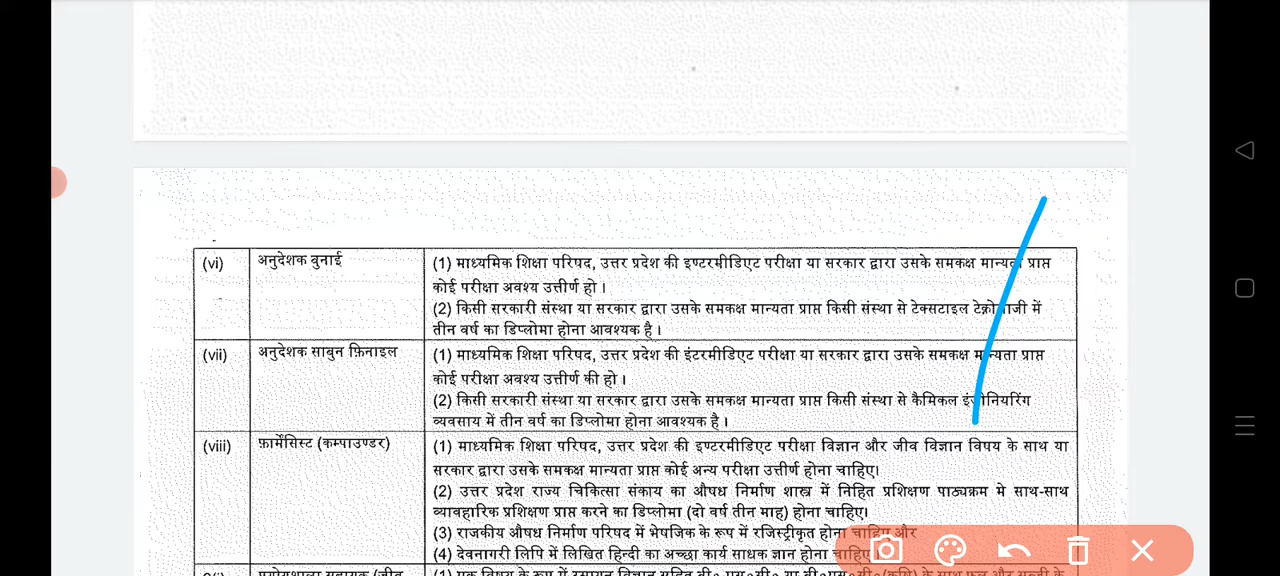 (vi) अनुदेशक बुनाई (1) माध्यमिक शिक्षा परिषद, उत्तर प्रदेश की इण्टरमीडिएट परीक्षा या सरकार द्वारा उसके समकक्ष मान्यता प्राप्त
कोई परीक्षा अवश्य उत्तीर्ण हो।
(2) किसी सरकारी संस्था या सरकार द्वारा उसके समकक्ष मान्यता प्राप्त किसी संस्था से टेक्सटाइल टेक्नोलाजी में
तीन वर्ष का डिप्लोमा होना आवश्यक है।
(vii) अनुदेशक साबुन फ़िनाइल (1) माध्यमिक शिक्षा परिषद, उत्तर प्रदेश की इंटरमीडिएट परीक्षा या सरकार द्वारा उसके समकक्ष मान्यता प्राप्त
कोई परीक्षा अवश्य उत्तीर्ण की हो।
(2) किसी सरकारी संस्था या सरकार द्वारा उसके समकक्ष मान्यता प्राप्त किसी संस्था से कैमिकल इंजीनियरिंग
व्यवसाय में तीन वर्ष का डिप्लोमा होना आवश्यक है।
(viii) फ़ार्मेसिस्ट (कम्पाउण्डर) (1) माध्यमिक शिक्षा परिषद, उत्तर प्रदेश की इण्टरमीडिएट परीक्षा विज्ञान और जीव विज्ञान विषय के साथ या
सरकार द्वारा उसके समकक्ष मान्यता प्राप्त कोई अन्य परीक्षा उत्तीर्ण होना चाहिए।
(2) उत्तर प्रदेश राज्य चिकित्सा संकाय का औषध निर्माण शास्त्र में निहित प्रशिक्षण पाठ्यक्रम मे साथ-साथ
व्यावहारिक प्रशिक्षण प्राप्त करने का डिप्लोमा (दो वर्ष तीन माह) होना चाहिए।
(3) राजकीय औषध निर्माण परिषद में भेषजिक के रूप में रजिस्ट्रीकृत होना चाहिए और
(4) देवनागरी लिपि में लिखित हिन्दी का अच्छा कार्य साधक ज्ञान होना चाहिए।